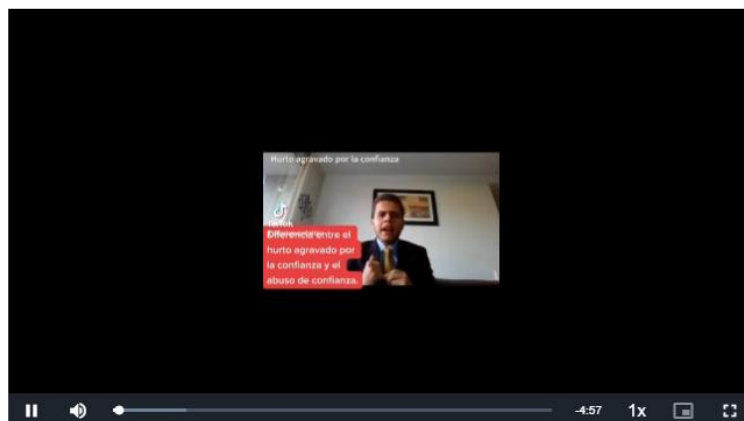 Hurto agravado por la confianza
TikTok
Diferencia entre el
hurto agravado por
la confianza y el
abuso de confianza.
-4:57
1x